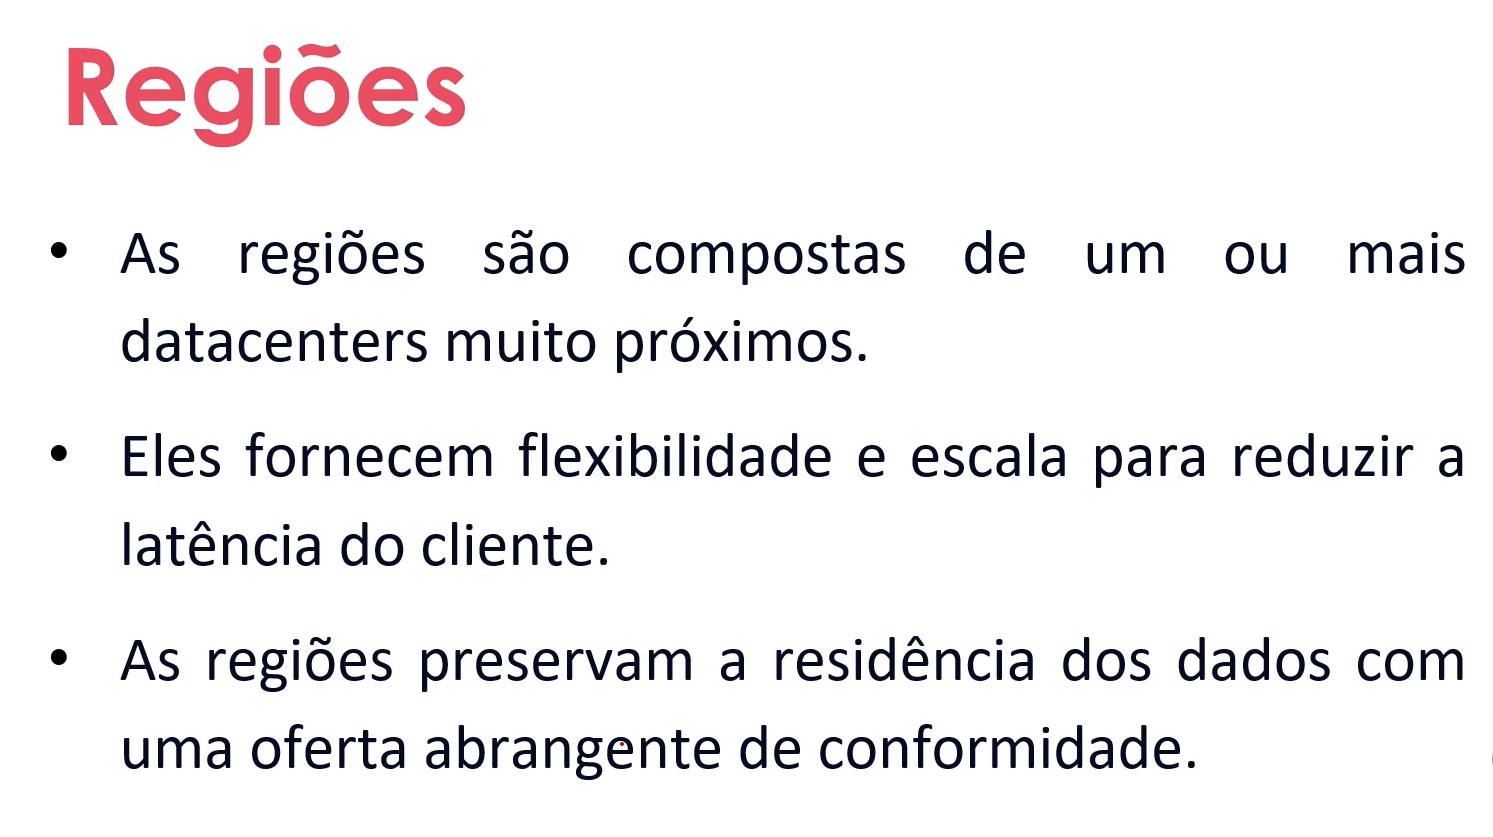 Regiões
• As regiões são compostas de um ou mais
datacenters muito próximos.
• Eles fornecem flexibilidade e escala para reduzir a
latência do cliente.
• As regiões preservam a residência dos dados com
uma oferta abrangente de conformidade.